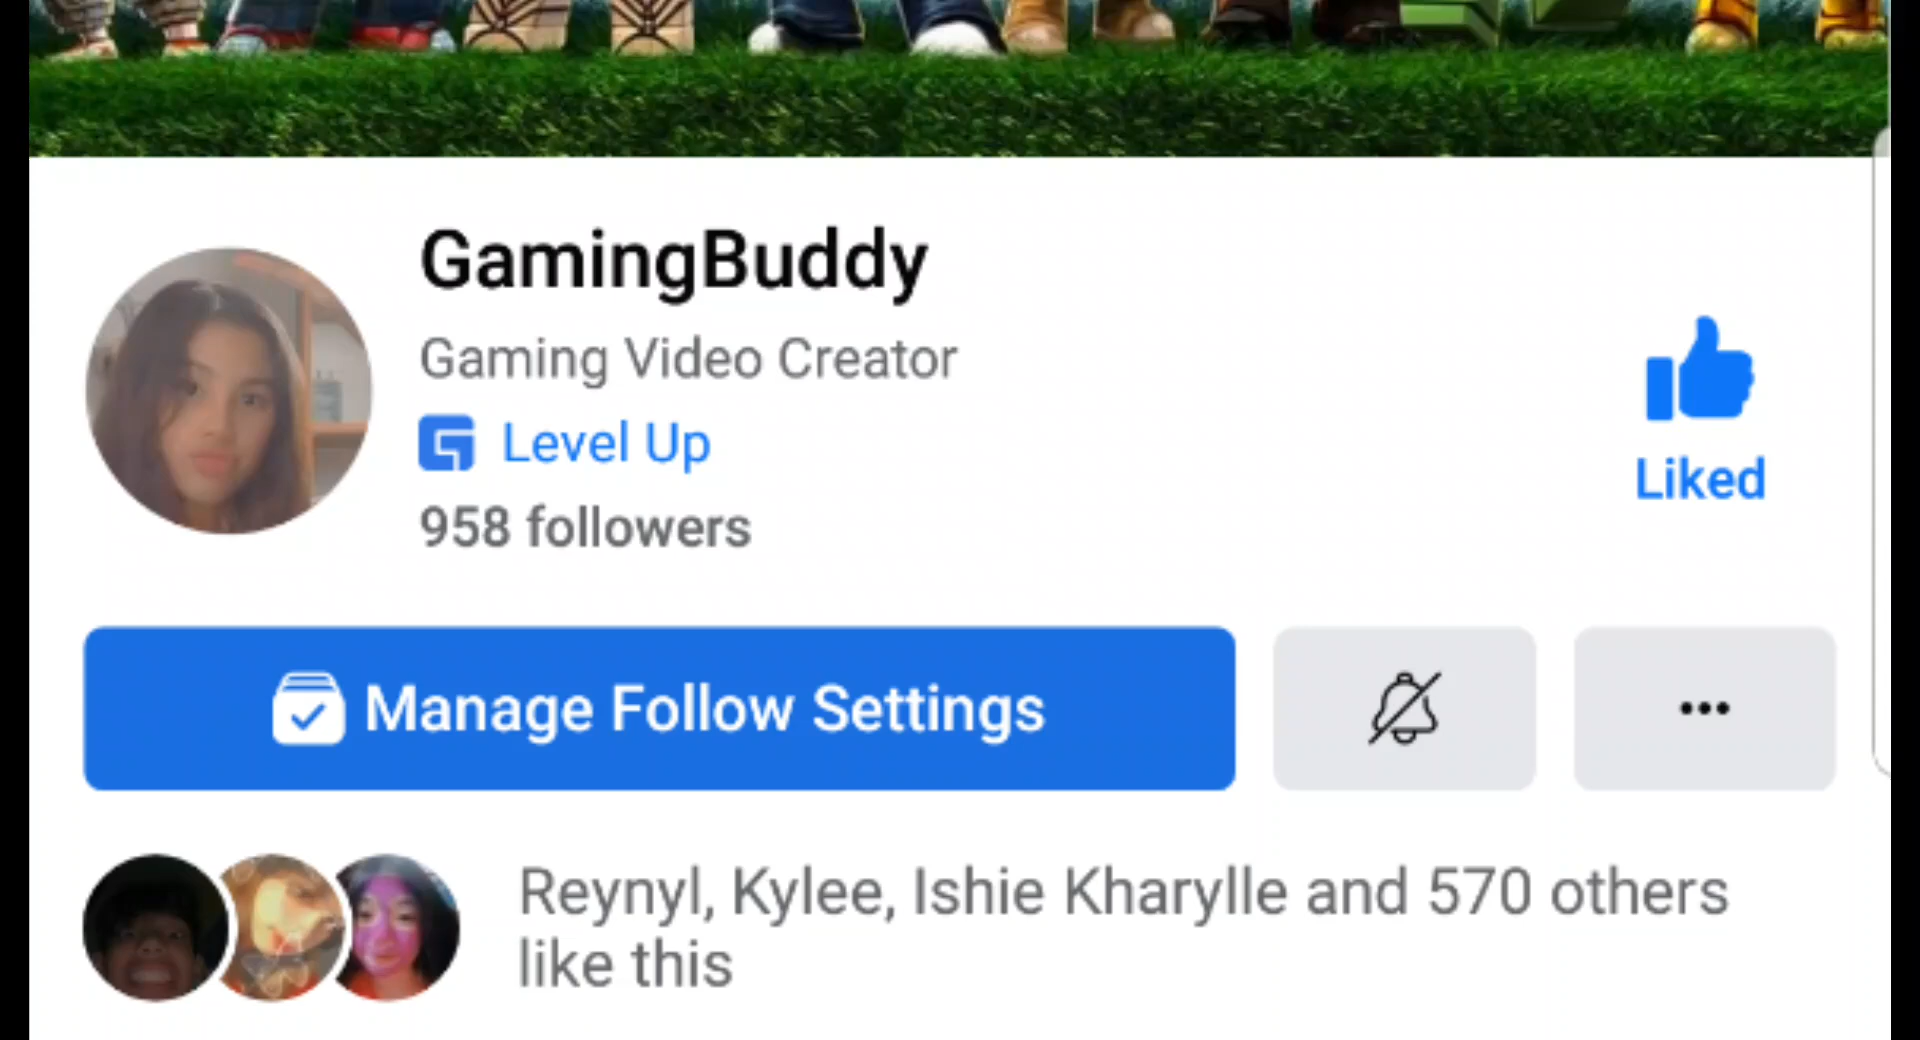 GamingBuddy
Gaming Video Creator
Level Up
958 followers
Liked
Manage Follow Settings
Reynyl, Kylee, Ishie Kharylle and 570 others
like this